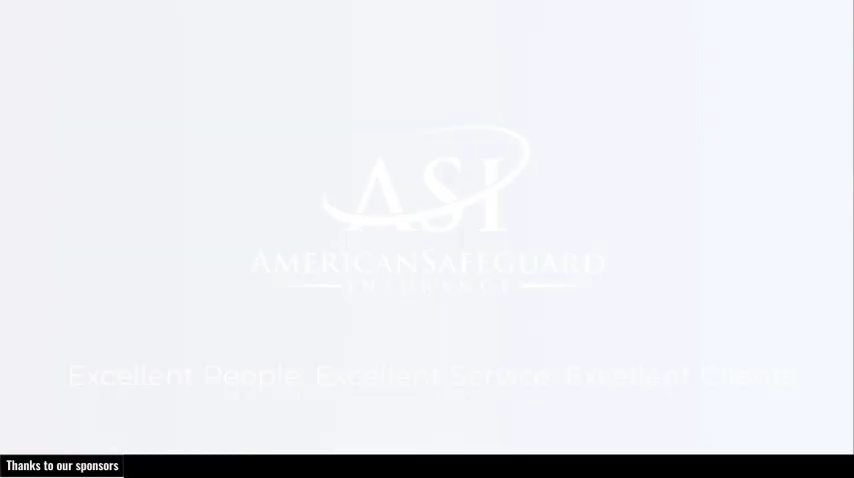 ASI
AMERICANSAFEGUARD
INSURANCE
Excellent People. Excellent Service. Excellent Clients.
Thanks to our sponsors